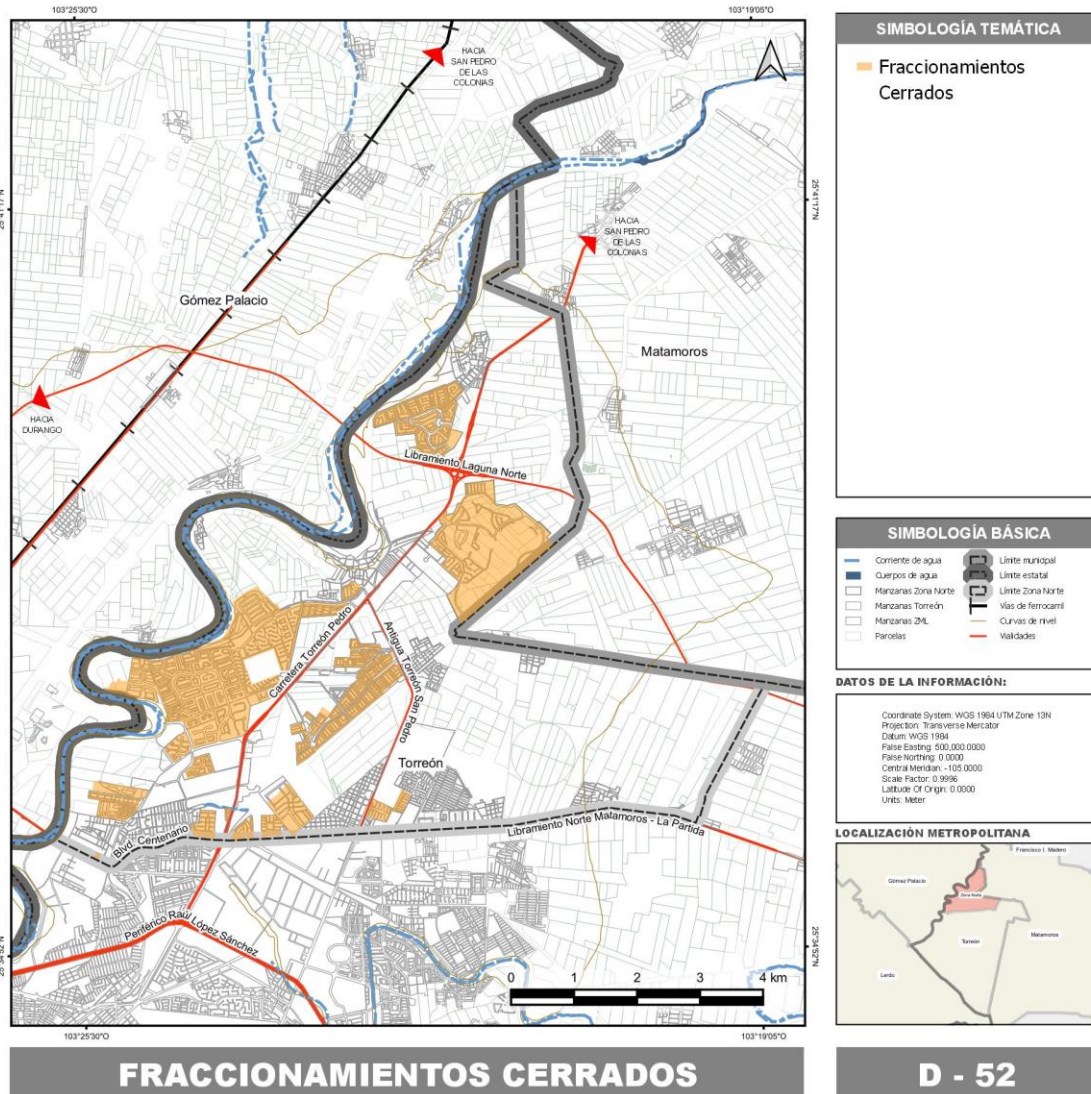 103°25'30"O
103°19'05"O
HACIA
SAN PEDRO
DE LAS
COLONIAS
25°41'17"N
25°41'17"N
HACIA
SAN PEDRO
DE LAS
COLONIAS
Gómez Palacio
Matamoros
HACIA
DURANGO
Libramiento Laguna Norte
Carretera Torreón Pedro
Antigua Torreón San Pedro
Torreón
Blvd. Centenario
Libramiento Norte Matamoros - La Partida
Periférico Raúl López Sánchez
25°34'52"N
25°34'52"N
0 1 2 3 4 km
103°25'30"O
103°19'05"O
FRACCIONAMIENTOS CERRADOS
SIMBOLOGÍA TEMÁTICA
Fraccionamientos
Cerrados
SIMBOLOGÍA BÁSICA
Corriente de agua
Cuerpos de agua
Manzanas Zona Norte
Manzanas Torreón
Manzanas ZML
Parcelas
Límite municipal
Límite estatal
Límite Zona Norte
Vías de ferrocarril
Curvas de nivel
Vialidades
DATOS DE LA INFORMACIÓN:
Coordinate System: WGS 1984 UTM Zone 13N
Projection: Transverse Mercator
Datum: WGS 1984
False Easting: 500,000.0000
False Northing: 0.0000
Central Meridian: -105.0000
Scale Factor: 0.9996
Latitude Of Origin: 0.0000
Units: Meter
LOCALIZACIÓN METROPOLITANA
Francisco I. Madero
Gómez Palacio
Zona Norte
Torreón
Matamoros
Lerdo
D - 52